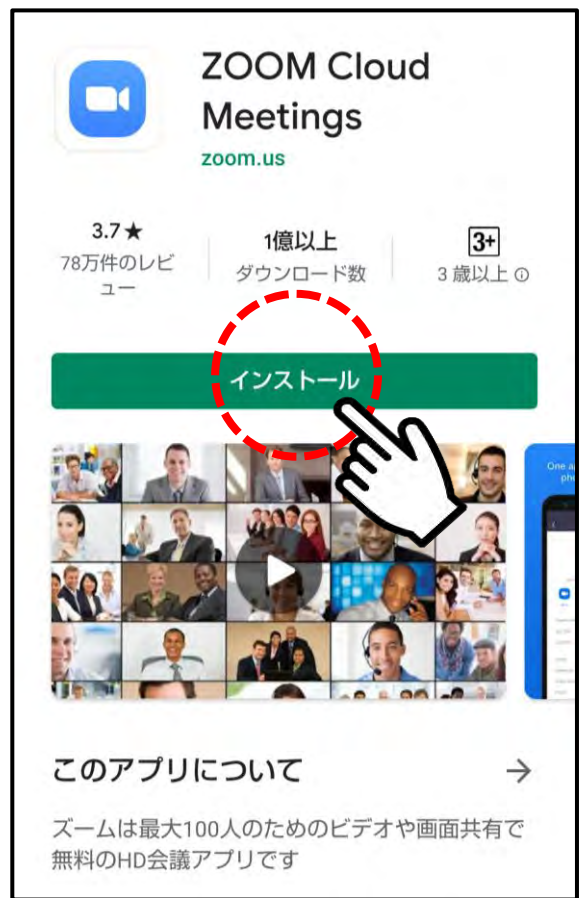 ZOOM Cloud
Meetings
zoom.us
3.7★
78万件のレビ
ュー
1億以上
ダウンロード数
3+
3 歳以上
インストール
One a
pho
このアプリについて
ズームは最大100人のためのビデオや画面共有で
無料のHD会議アプリです